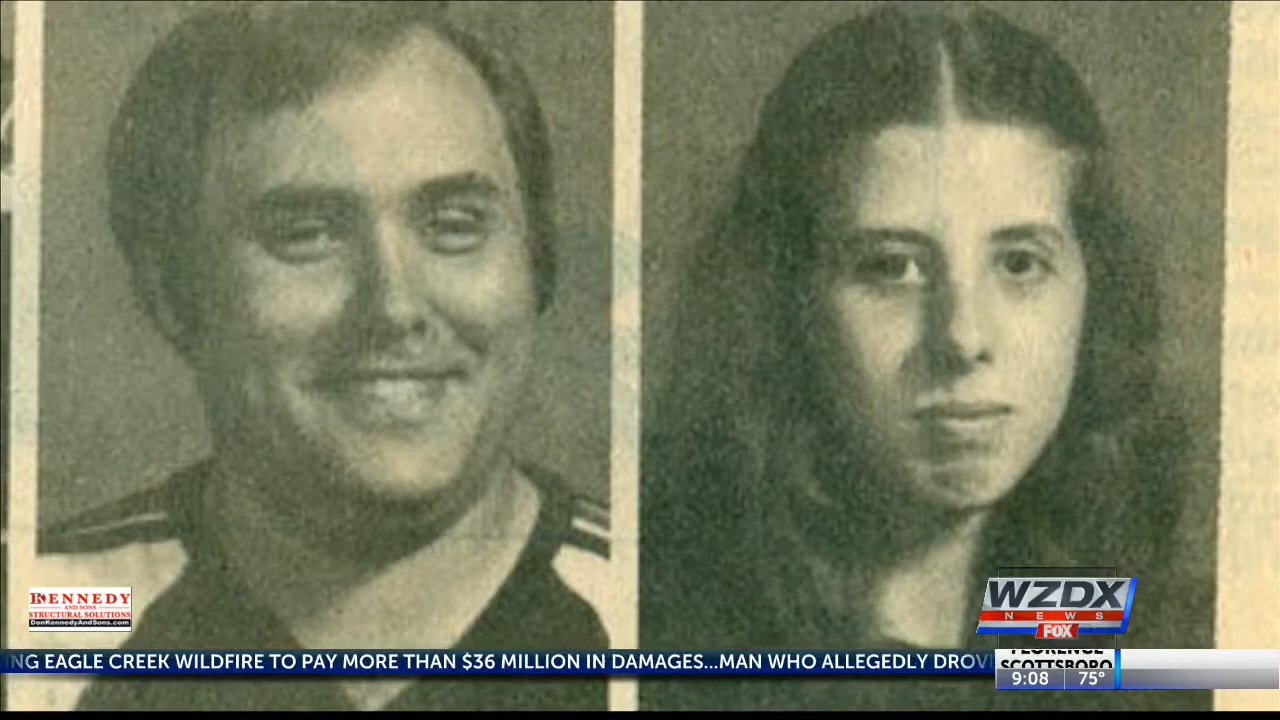 KENNEDY
AND SONS
STRUCTURAL SOLUTIONS
DonKennedyAndSons.com
WZDX
NEWS
FOX
NG EAGLE CREEK WILDFIRE TO PAY MORE THAN $36 MILLION IN DAMAGES...MAN WHO ALLEGEDLY DROVI
FLORENCE
SCOTTSBORO
9:08 75°